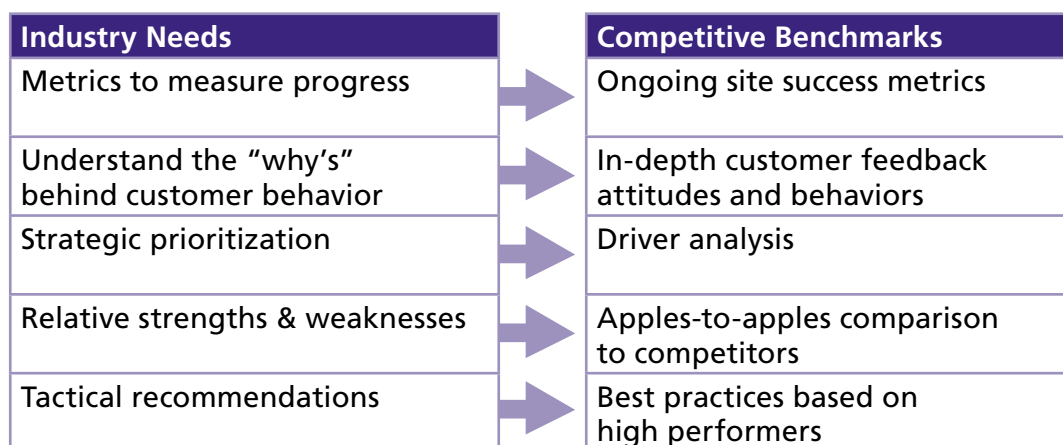 Industry Needs
Competitive Benchmarks
Metrics to measure progress
Ongoing site success metrics
Understand the “why’s”
behind customer behavior
In-depth customer feedback
attitudes and behaviors
Strategic prioritization
Driver analysis
Relative strengths & weaknesses
Apples-to-apples comparison
to competitors
Tactical recommendations
Best practices based on
high performers